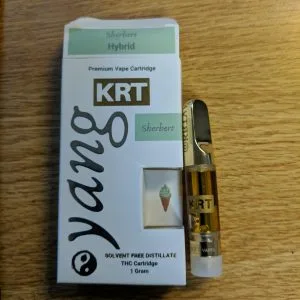 Sherbert
Hybrid
Premium Vape Cartridge
KRT
Sherbert
yang
SOLVENT FREE DISTILLATE
THC Cartridge
1 Gram
KRT